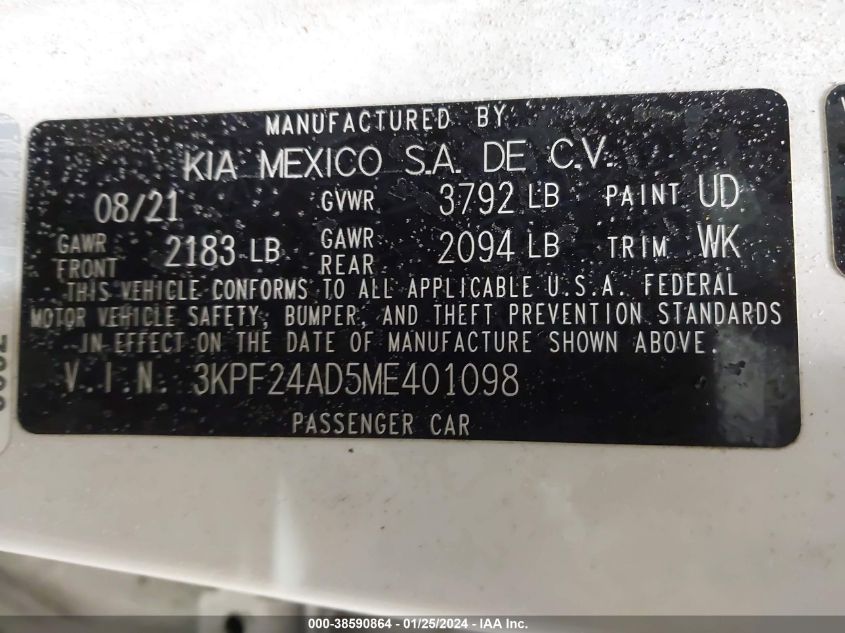 MANUFACTURED BY
KIA MEXICO S.A. DE C.V.
08/21 GVWR 3792 LB PAINT UD
GAWR FRONT 2183 LB GAWR REAR 2094 LB TRIM WK
THIS VEHICLE CONFORMS TO ALL APPLICABLE U.S.A. FEDERAL
MOTOR VEHICLE SAFETY, BUMPER, AND THEFT PREVENTION STANDARDS
IN EFFECT ON THE DATE OF MANUFACTURE SHOWN ABOVE.
V.I.N. 3KPF24AD5ME401098
PASSENGER CAR
000-38590864 - 01/25/2024 - IAA Inc.